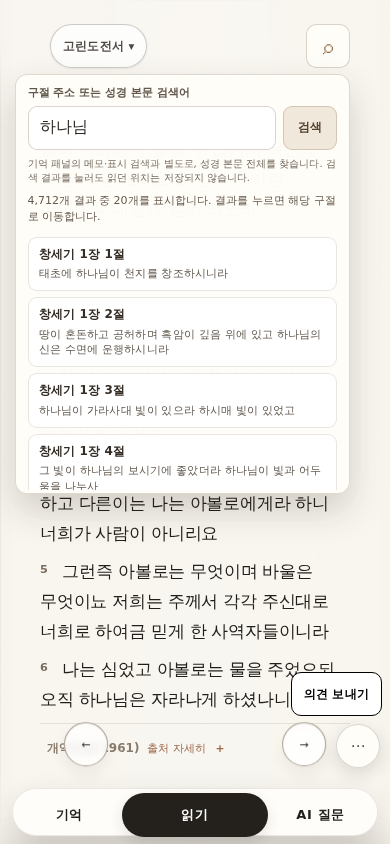 고린도전서 ▾
⌕
구절 주소 또는 성경 본문 검색어
하나님
검색
기억 패널의 메모·표시 검색과 별도로, 성경 본문 전체를 찾습니다. 검
색 결과를 눌러도 읽던 위치는 저장되지 않습니다.
4,712개 결과 중 20개를 표시합니다. 결과를 누르면 해당 구절
로 이동합니다.
창세기 1장 1절
태초에 하나님이 천지를 창조하시니라
창세기 1장 2절
땅이 혼돈하고 공허하며 흑암이 깊음 위에 있고 하나님의
신은 수면에 운행하시니라
창세기 1장 3절
하나님이 가라사대 빛이 있으라 하시매 빛이 있었고
창세기 1장 4절
그 빛이 하나님의 보시기에 좋았더라 하나님이 빛과 어두
움을 나누사
하고 다른이는 나는 아볼로에게라 하니
너희가 사람이 아니리요
5 그런즉 아볼로는 무엇이며 바울은
무엇이뇨 저희는 주께서 각각 주신대로
너희로 하여금 믿게 한 사역자들이니라
6 나는 심었고 아볼로는 물을 주었으되
오직 하나님은 자라나게 하셨나니
의견 보내기
개역 1961) 출처 자세히 +
← → ⋯
기억
읽기
AI 질문